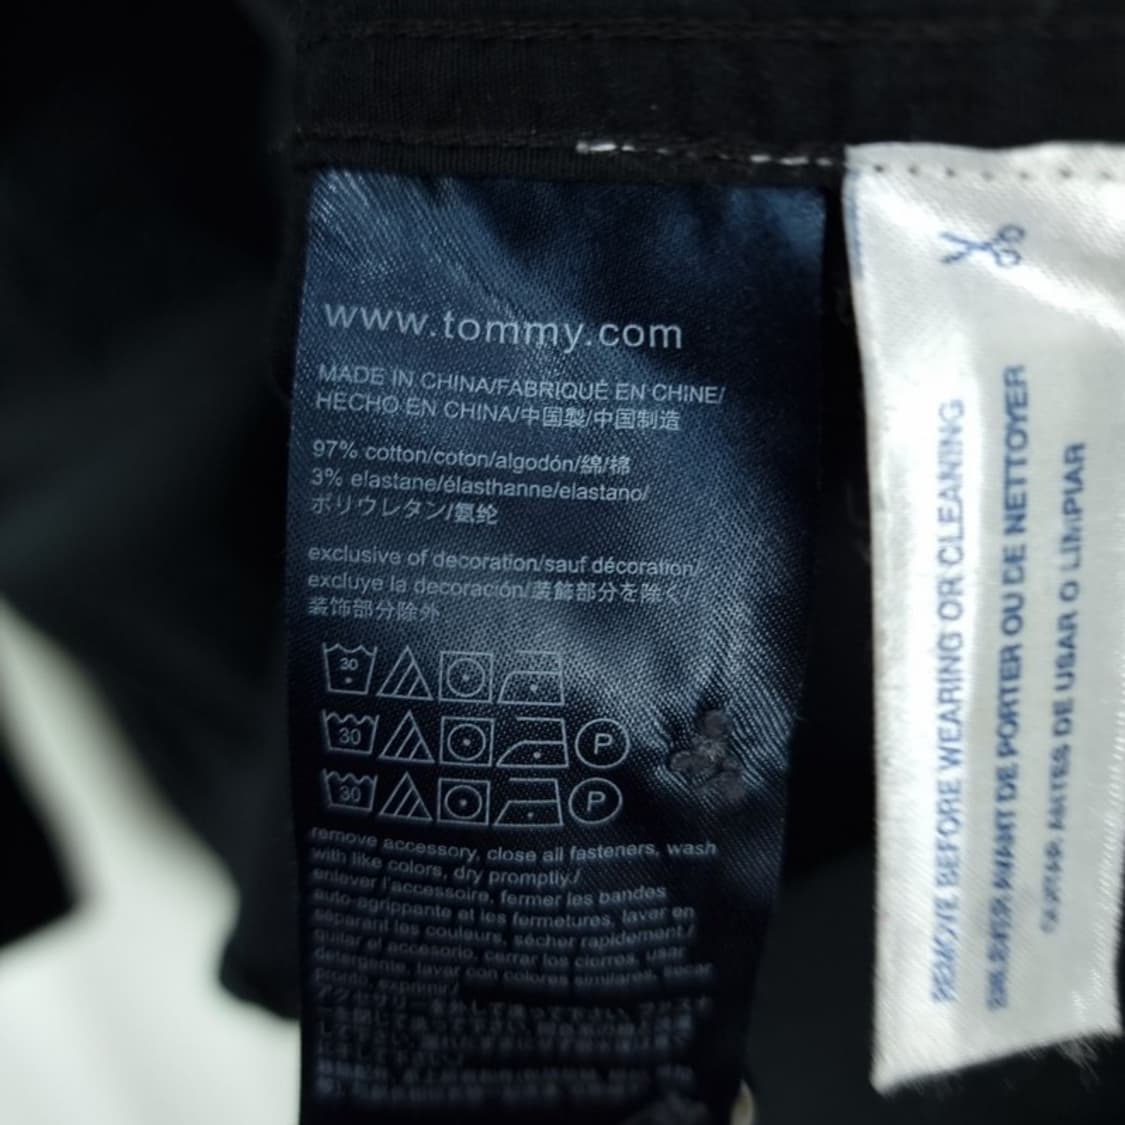 www.tommy.com
MADE IN CHINA/FABRIQUÉ EN CHINE/
HECHO EN CHINA/中国製/中国制造
97% cotton/coton/algodón/綿/棉
3% elastane/élasthanne/elastano/
ポリウレタン/氨纶
exclusive of decoration/sauf décoration/
excluye la decoración/装飾部分を除く/
装饰部分除外
30
30 P
30 P
remove accessory, close all fasteners, wash
with like colors, dry promptly./
enlever l'accessoire, fermer les bandes
auto-agrippante et les fermetures, laver en
séparant les couleurs, sécher rapidement./
quitar el accesorio, cerrar los cierres, usar
detergente, lavar con colores similares, secar
pronto, exprimir./
REMOVE BEFORE WEARING OR CLEANING
ENLEVER AVANT DE PORTER OU DE NETTOYER
CORTAR ANTES DE USAR O LIMPIAR